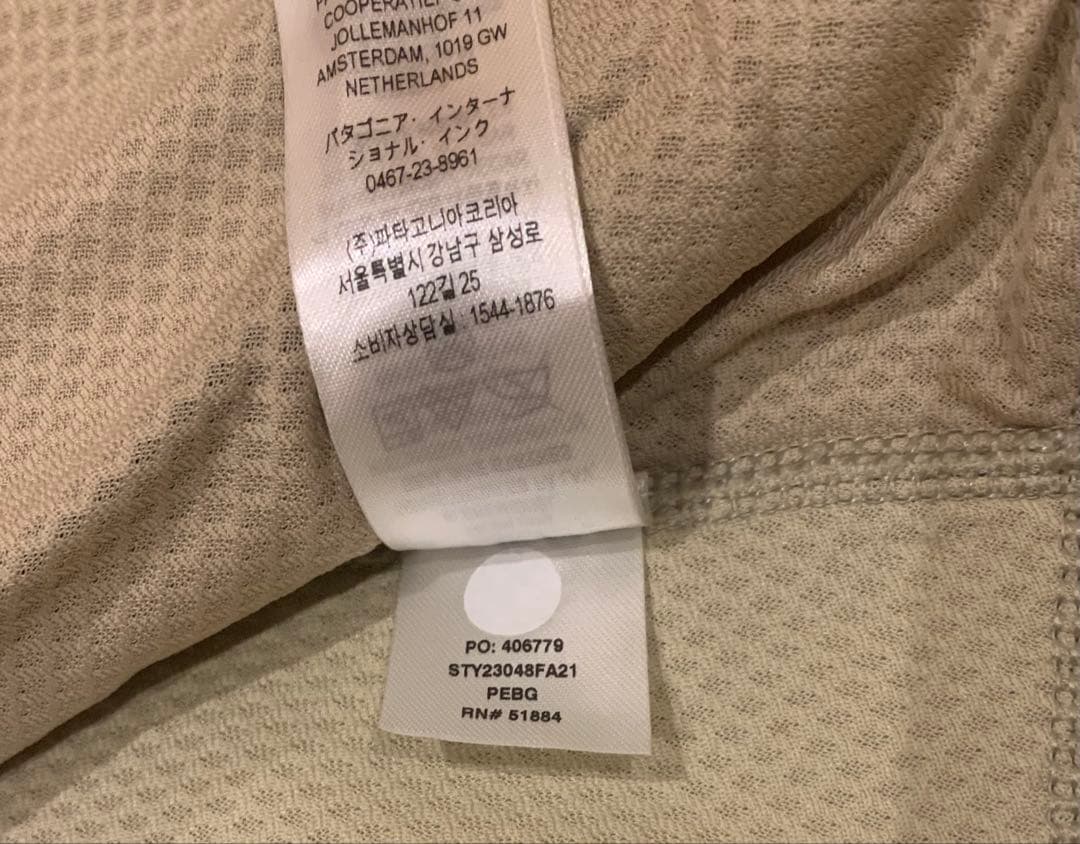 JOLLEMANHOF 11
AMSTERDAM, 1019 GW
NETHERLANDS
パタゴニア・インターナ
ショナル・インク
0467-23-8961
(주)파타고니아코리아
서울특별시 강남구 삼성로
122길 25
소비자상담실 : 1544-1876
PO: 406779
STY23048FA21
PEBG
RN# 51884